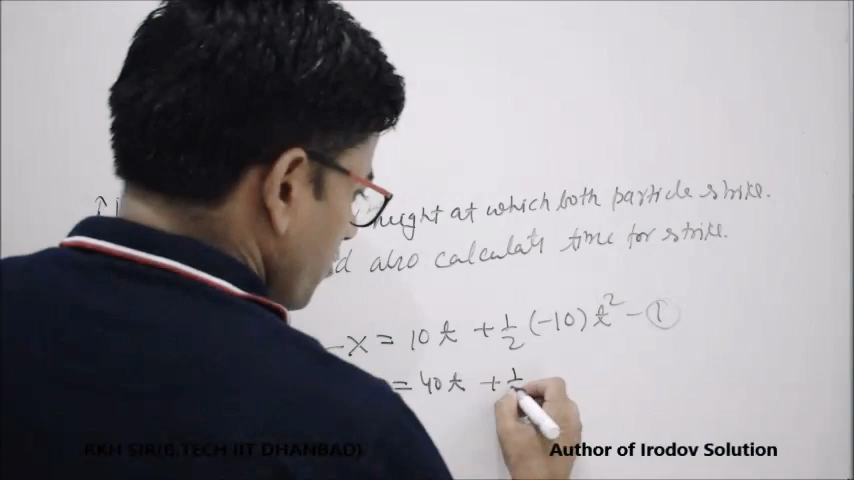 height at which both particle strike.
also calculate time for strike.
-x = 10t + 1/2 (-10) t² - ①
= 40t + 1/2
RKH SIR(B.TECH IIT DHANBAD)
Author of Irodov Solution